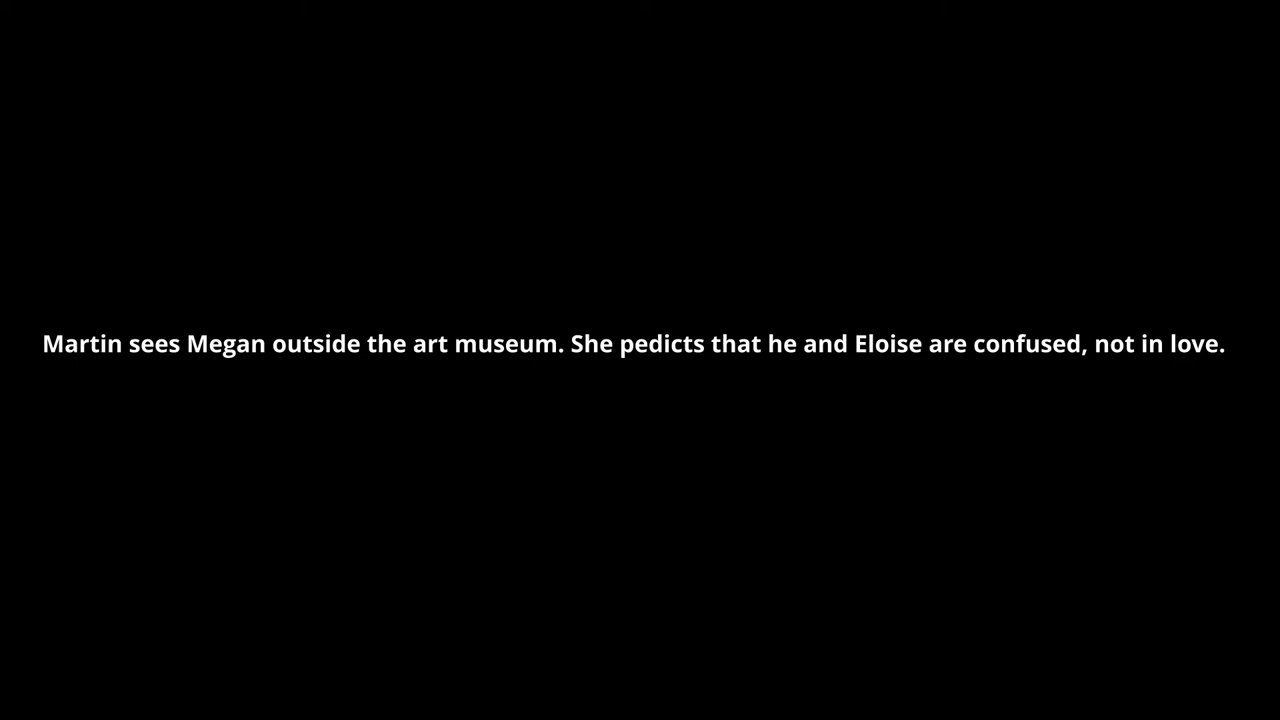 Martin sees Megan outside the art museum. She pedicts that he and Eloise are confused, not in love.